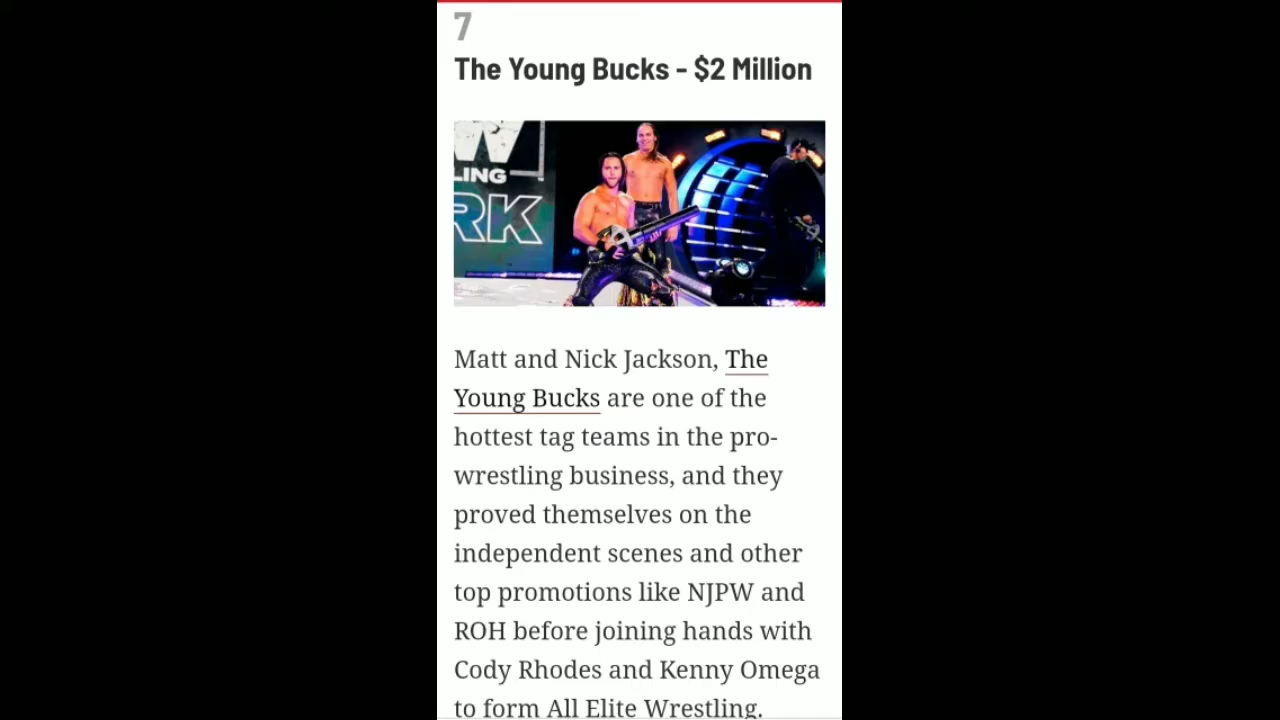 7
The Young Bucks - $2 Million
W
LING
RK
Matt and Nick Jackson, The
Young Bucks are one of the
hottest tag teams in the pro-
wrestling business, and they
proved themselves on the
independent scenes and other
top promotions like NJPW and
ROH before joining hands with
Cody Rhodes and Kenny Omega
to form All Elite Wrestling.